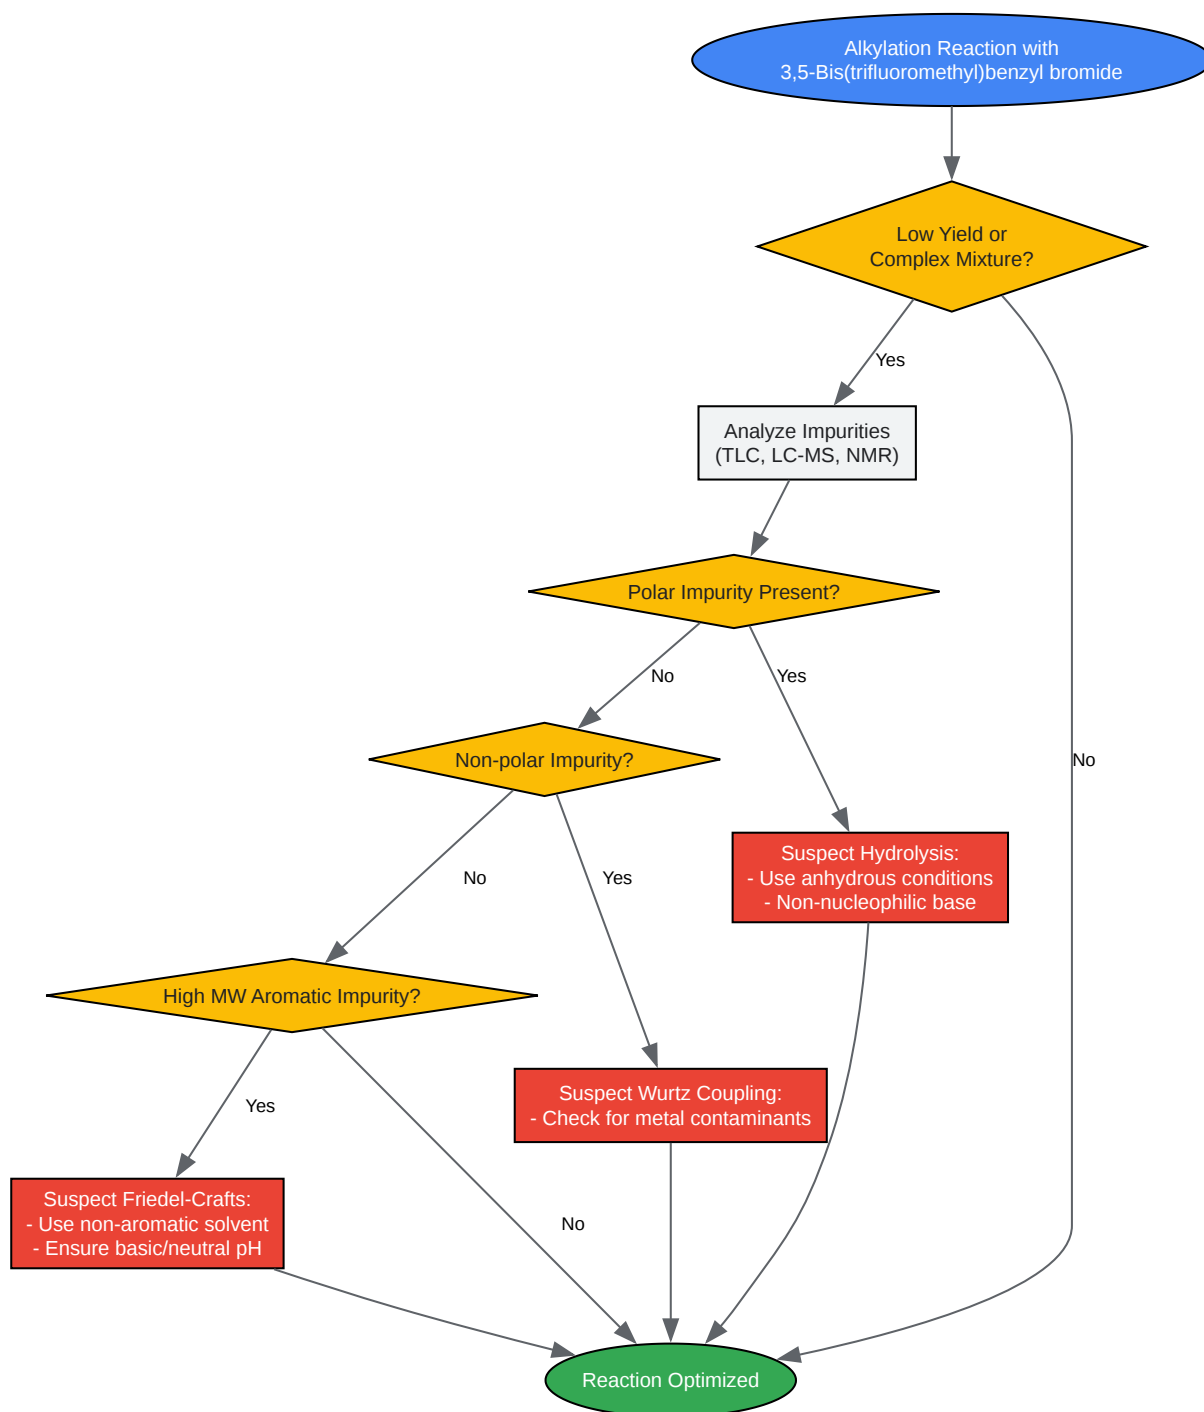 Alkylation Reaction with
3,5-Bis(trifluoromethyl)benzyl bromide
Low Yield or
Complex Mixture?
Yes
Analyze Impurities
(TLC, LC-MS, NMR)
Polar Impurity Present?
No
Yes
Non-polar Impurity?
No
Suspect Hydrolysis:
- Use anhydrous conditions
- Non-nucleophilic base
No
Yes
High MW Aromatic Impurity?
Suspect Wurtz Coupling:
- Check for metal contaminants
Yes
Suspect Friedel-Crafts:
- Use non-aromatic solvent
- Ensure basic/neutral pH
No
Reaction Optimized